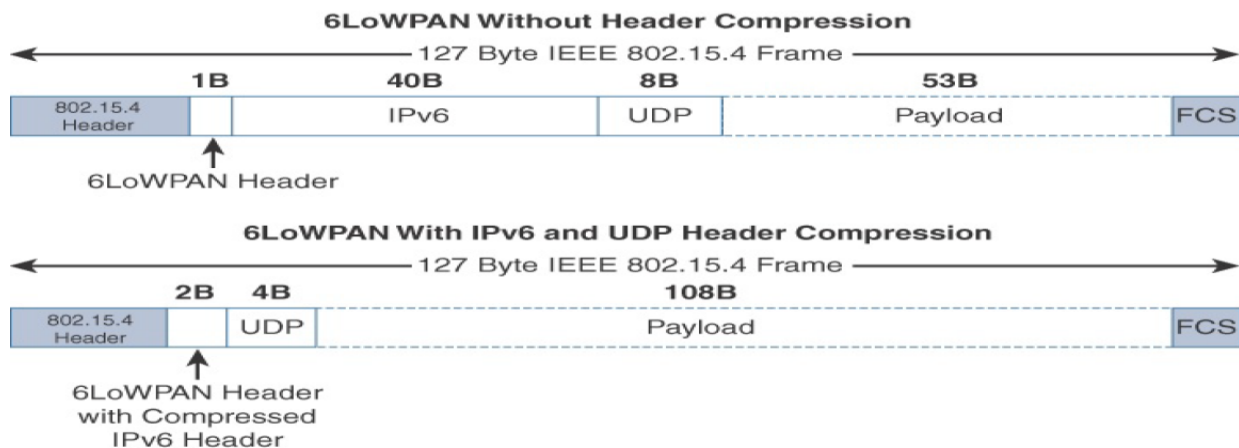 6LoWPAN Without Header Compression
127 Byte IEEE 802.15.4 Frame
1B 40B 8B 53B
802.15.4
Header
IPv6 UDP Payload FCS
6LoWPAN Header
6LoWPAN With IPv6 and UDP Header Compression
127 Byte IEEE 802.15.4 Frame
2B 4B 108B
802.15.4
Header
UDP Payload FCS
6LoWPAN Header
with Compressed
IPv6 Header